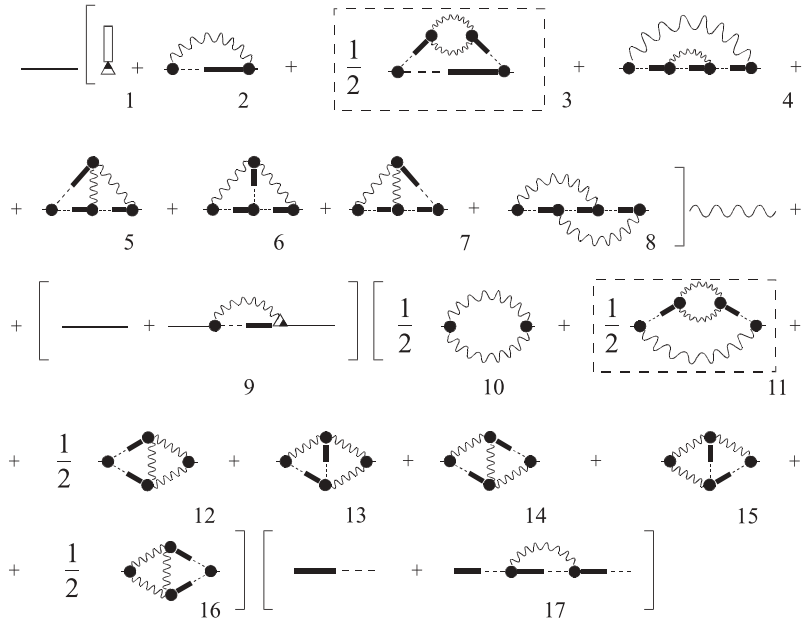 [ + + 1/2 + +
1 2 3 4
+ + + + ] +
5 6 7 8
+ [ + ] [ 1/2 + 1/2 +
9 10 11
+ 1/2 + + + +
12 13 14 15
+ 1/2 ] [ + ]
16 17